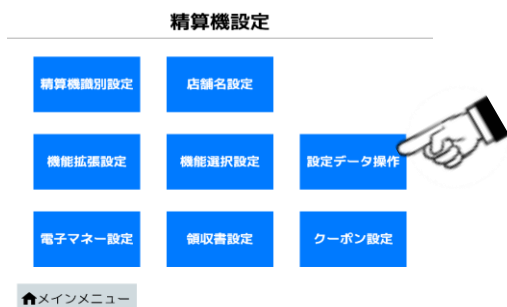 精算機設定
精算機識別設定
店舗名設定
機能拡張設定
機能選択設定
設定データ操作
電子マネー設定
領収書設定
クーポン設定
メインメニュー